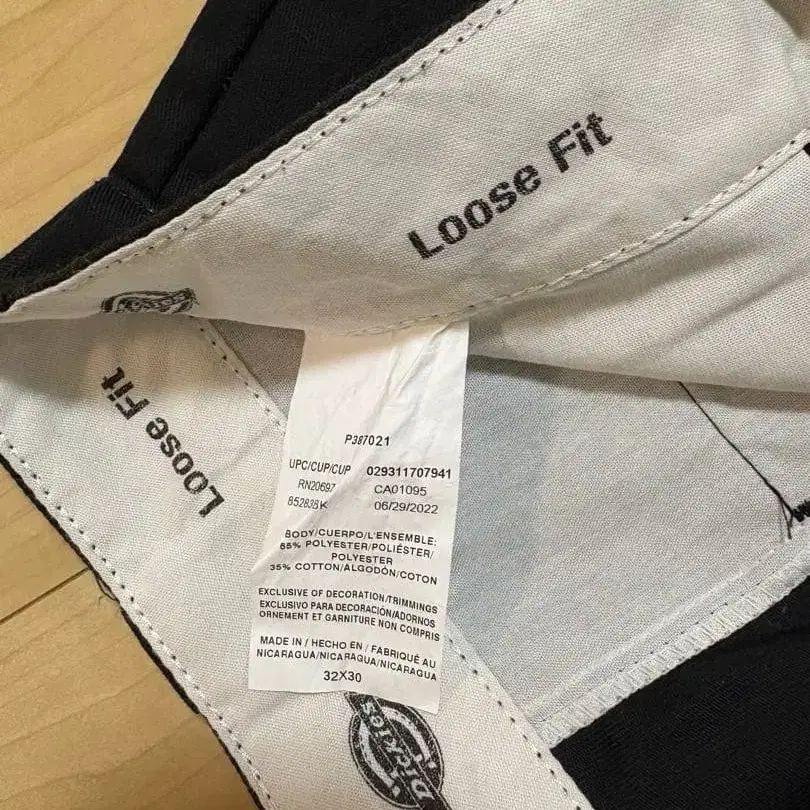 Loose Fit
Loose Fit
P387021
UPC/CUP/CUP 029311707941
RN20697 CA01095
85283BK 06/29/2022
BODY/CUERPO/L'ENSEMBLE:
65% POLYESTER/POLIÉSTER/
POLYESTER
35% COTTON/ALGODÓN/COTON
EXCLUSIVE OF DECORATION/TRIMMINGS
EXCLUSIVO PARA DECORACIÓN/ADORNOS
ORNEMENT ET GARNITURE NON COMPRIS
MADE IN / HECHO EN / FABRIQUÉ AU
NICARAGUA/NICARAGUA/NICARAGUA
32X30
Dickies